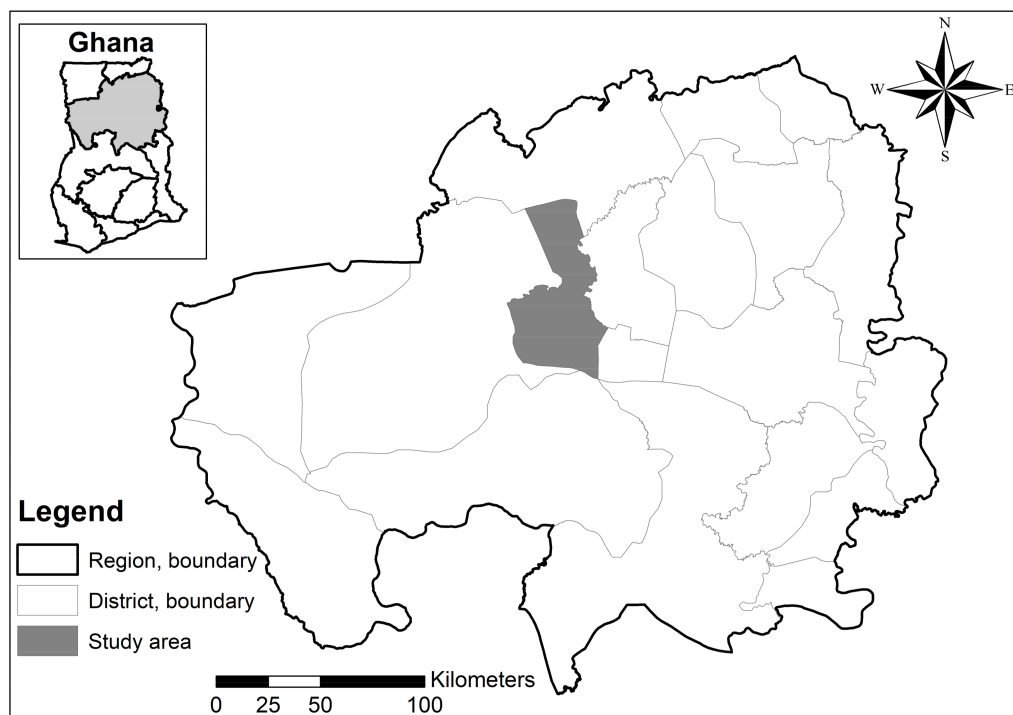 Ghana
N
W E
S
Legend
Region, boundary
District, boundary
Study area
Kilometers
0 25 50 100